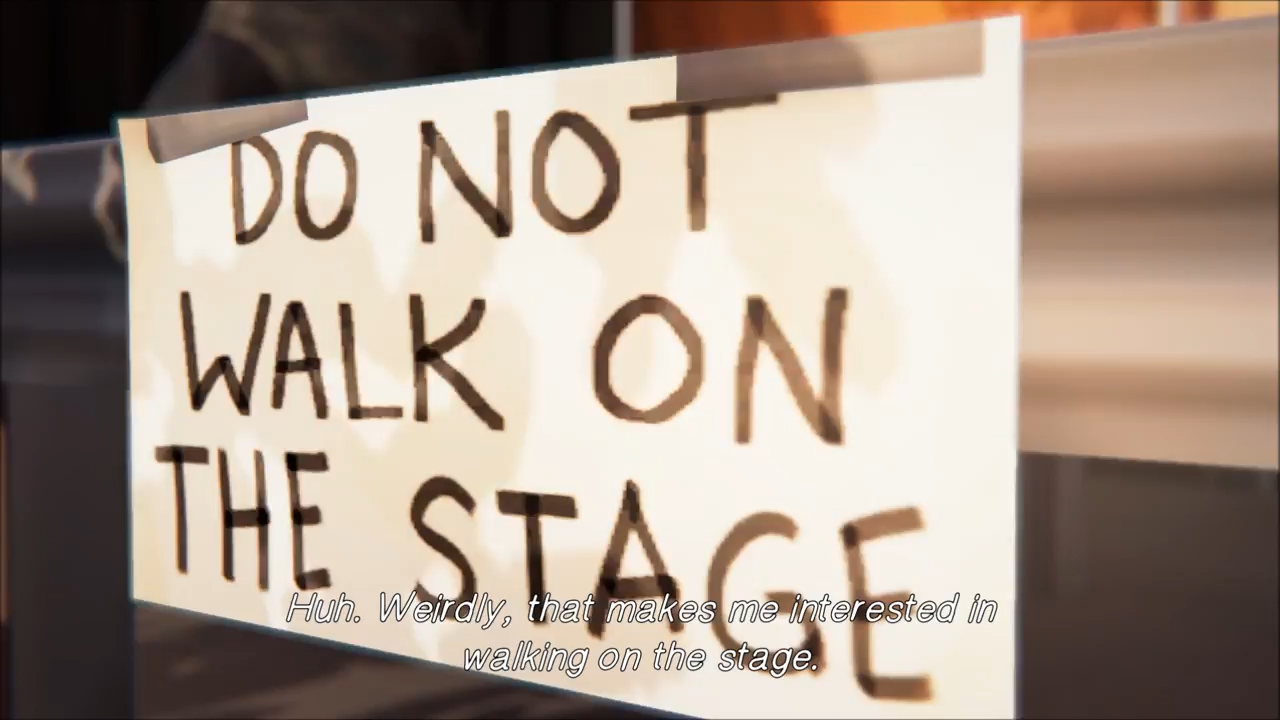 DO NOT
WALK ON
THE STAGE
Huh. Weirdly, that makes me interested in
walking on the stage.